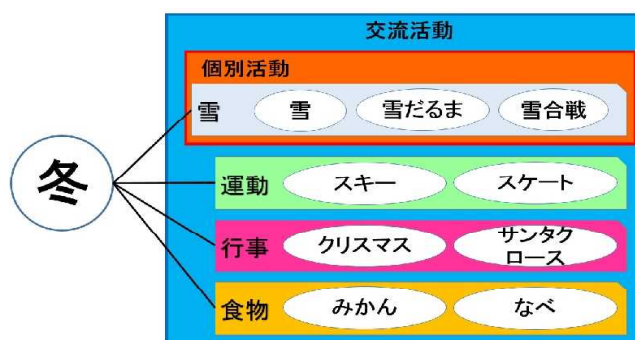 交流活動
個別活動
冬
雪 雪 雪だるま 雪合戦
運動 スキー スケート
行事 クリスマス サンタク
ロース
食物 みかん なべ